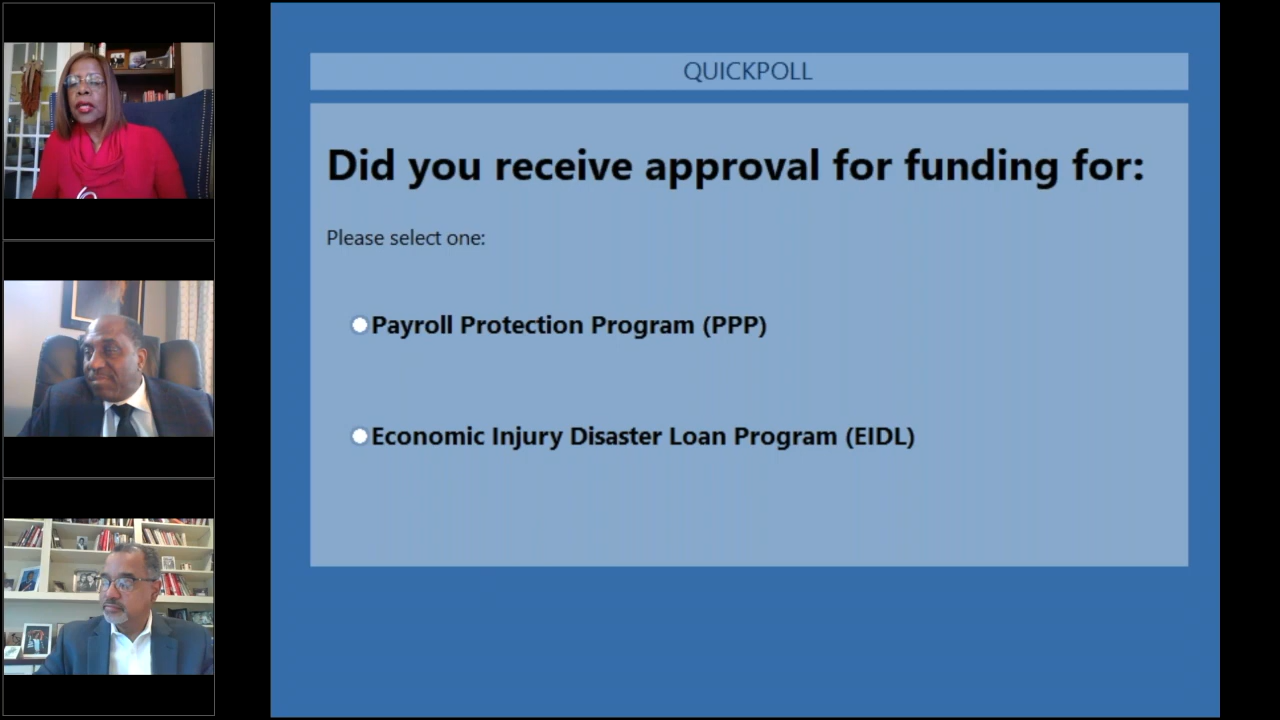 QUICKPOLL
Did you receive approval for funding for:
Please select one:
Payroll Protection Program (PPP)
Economic Injury Disaster Loan Program (EIDL)